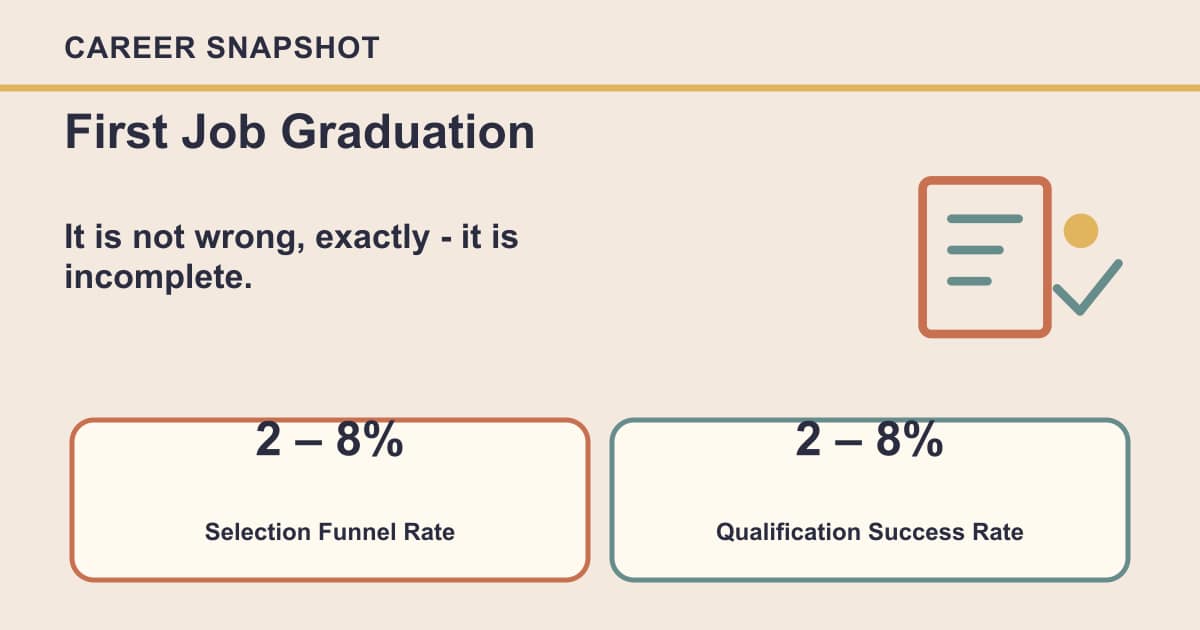 CAREER SNAPSHOT
First Job Graduation
It is not wrong, exactly - it is
incomplete.
2 – 8%
Selection Funnel Rate
2 – 8%
Qualification Success Rate